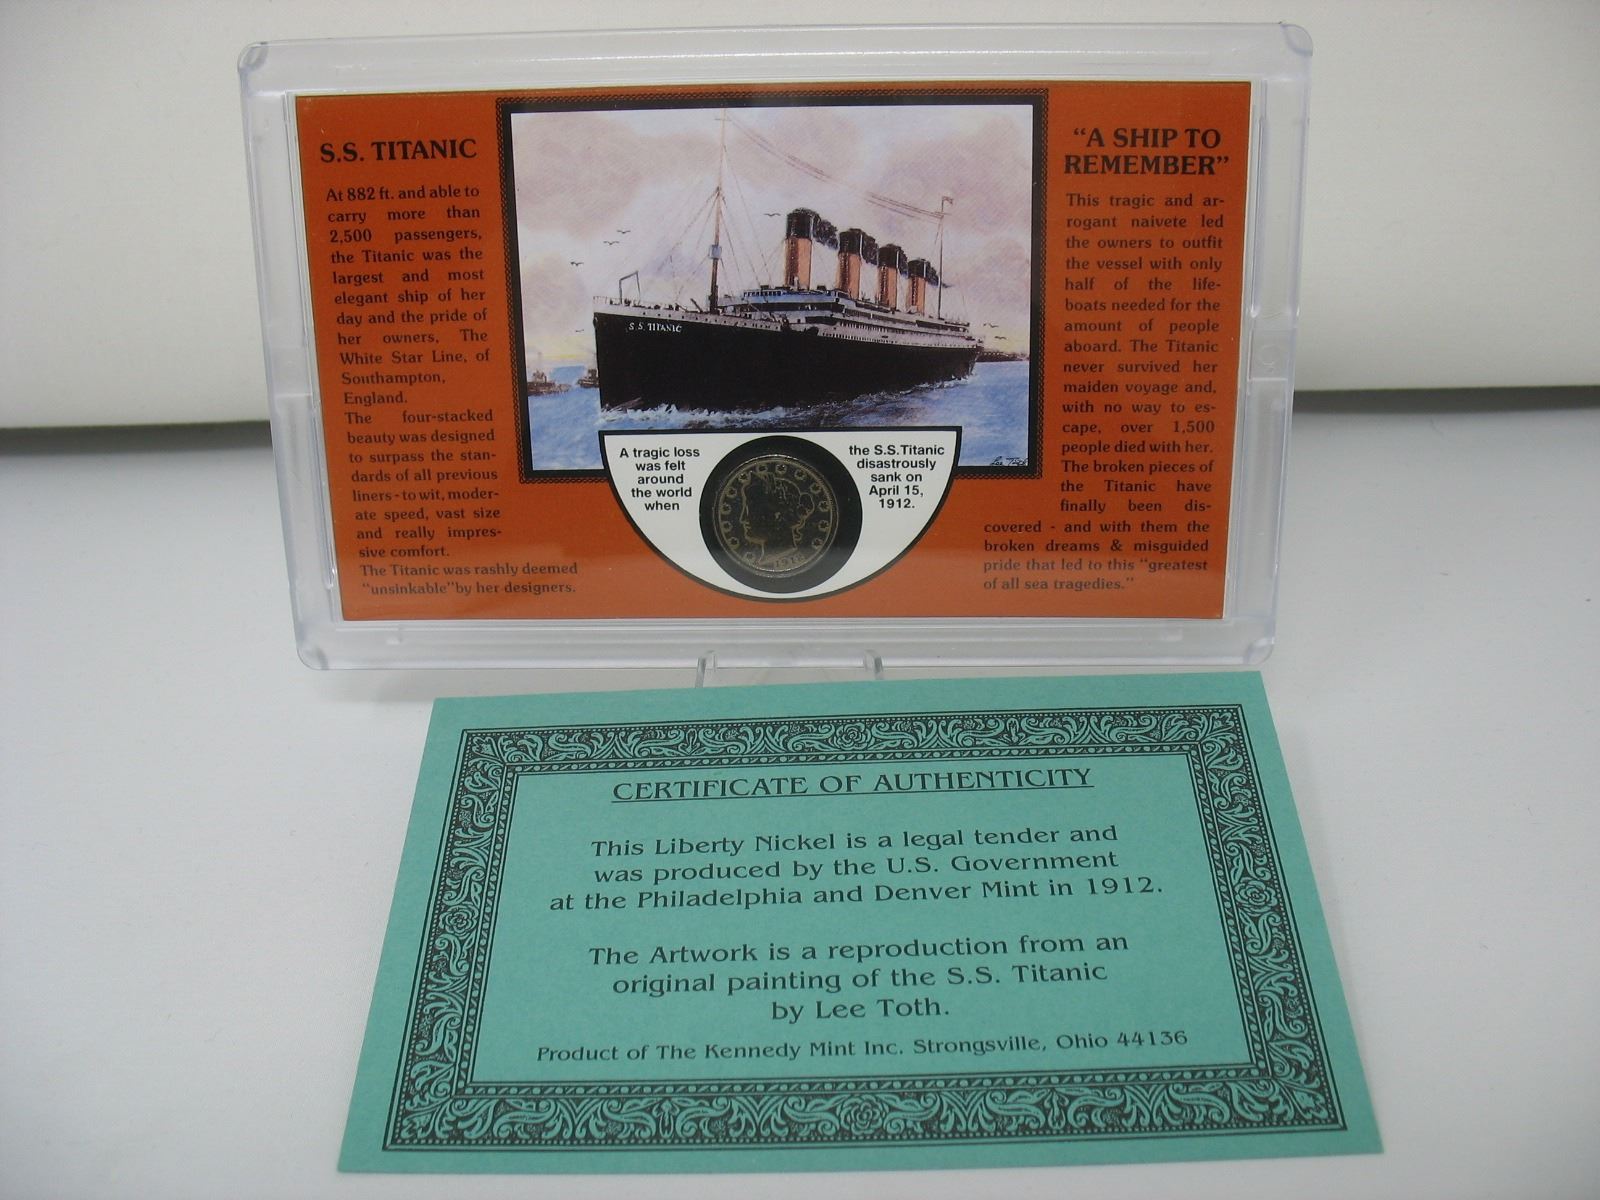 S.S. TITANIC
At 882 ft. and able to
carry more than
2,500 passengers,
the Titanic was the
largest and most
elegant ship of her
day and the pride of
her owners, The
White Star Line, of
Southampton,
England.
The four-stacked
beauty was designed
to surpass the stan-
dards of all previous
liners - to wit, moder-
ate speed, vast size
and really impres-
sive comfort.
The Titanic was rashly deemed
"unsinkable"by her designers.
S.S. TITANIC
Lee Toth
A tragic loss
was felt
around
the world
when
the S.S.Titanic
disastrously
sank on
April 15,
1912.
1912
“A SHIP TO
REMEMBER”
This tragic and ar-
rogant naivete led
the owners to outfit
the vessel with only
half of the life-
boats needed for the
amount of people
aboard. The Titanic
never survived her
maiden voyage and,
with no way to es-
cape, over 1,500
people died with her.
The broken pieces of
the Titanic have
finally been dis-
covered - and with them the
broken dreams & misguided
pride that led to this "greatest
of all sea tragedies."
CERTIFICATE OF AUTHENTICITY
This Liberty Nickel is a legal tender and
was produced by the U.S. Government
at the Philadelphia and Denver Mint in 1912.
The Artwork is a reproduction from an
original painting of the S.S. Titanic
by Lee Toth.
Product of The Kennedy Mint Inc. Strongsville, Ohio 44136